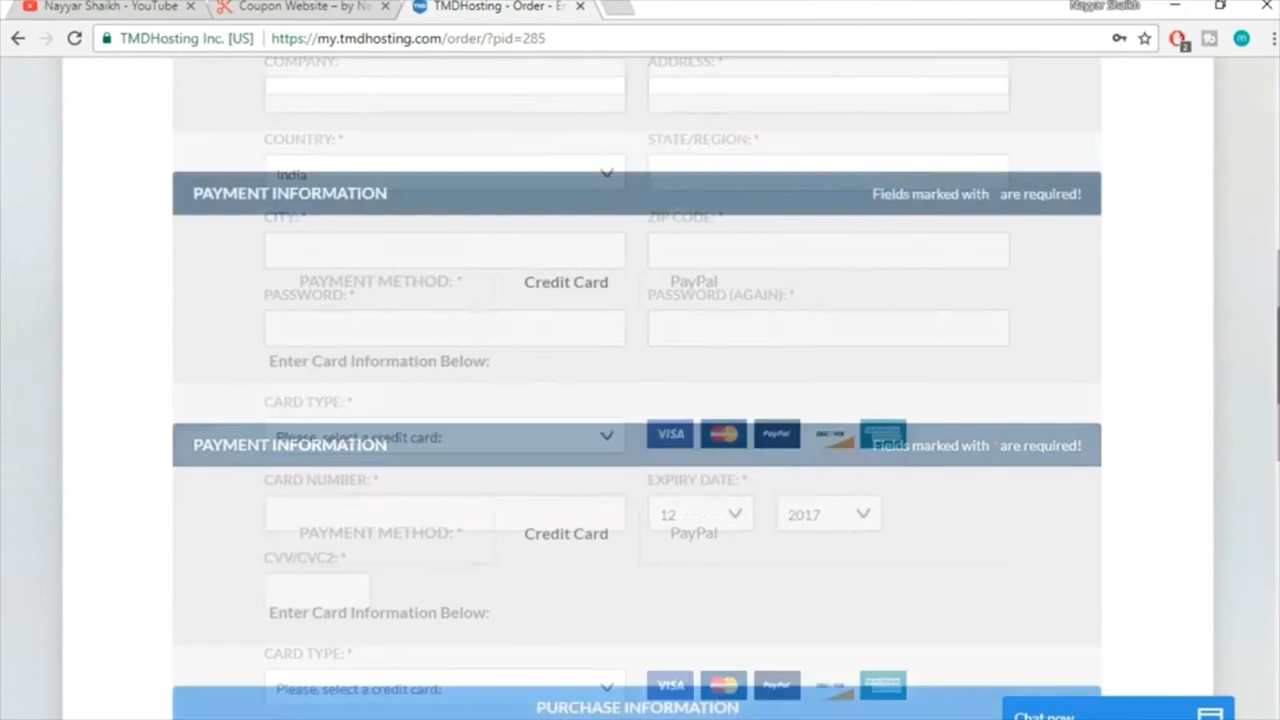 Nayyar Shaikh - YouTube
Coupon Website – by Na
TMDHosting - Order - E
Nayyar Shaikh
TMDHosting Inc. [US]
https://my.tmdhosting.com/order/?pid=285
2
m
COMPANY:
ADDRESS: *
COUNTRY: *
STATE/REGION: *
India
PAYMENT INFORMATION
Fields marked with are required!
CITY: *
ZIP CODE: *
PAYMENT METHOD: *
Credit Card
PayPal
PASSWORD: *
PASSWORD (AGAIN): *
Enter Card Information Below:
CARD TYPE: *
Please, select a credit card:
VISA
PayPal
PAYMENT INFORMATION
Fields marked with * are required!
CARD NUMBER: *
EXPIRY DATE: *
12
2017
PAYMENT METHOD: *
Credit Card
PayPal
CVV/CVC2: *
Enter Card Information Below:
CARD TYPE: *
Please, select a credit card:
VISA
PayPal
PURCHASE INFORMATION
Chat now